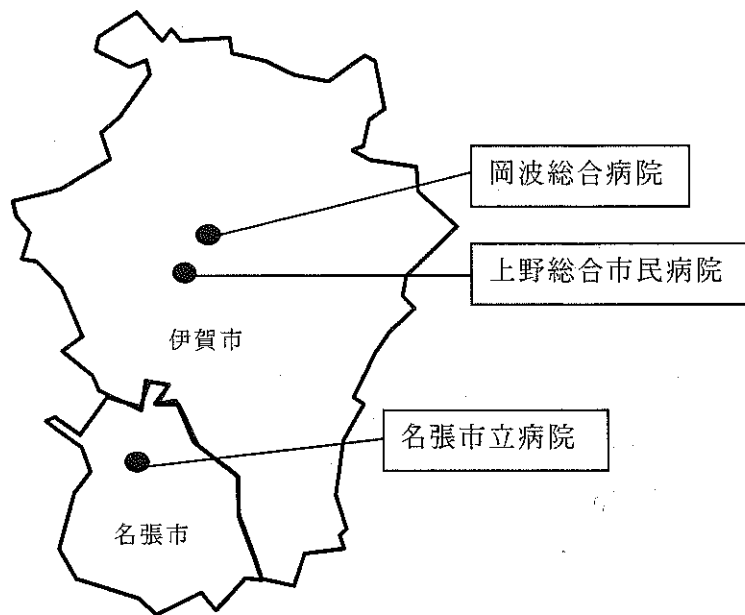 岡波総合病院
上野総合市民病院
伊賀市
名張市立病院
名張市